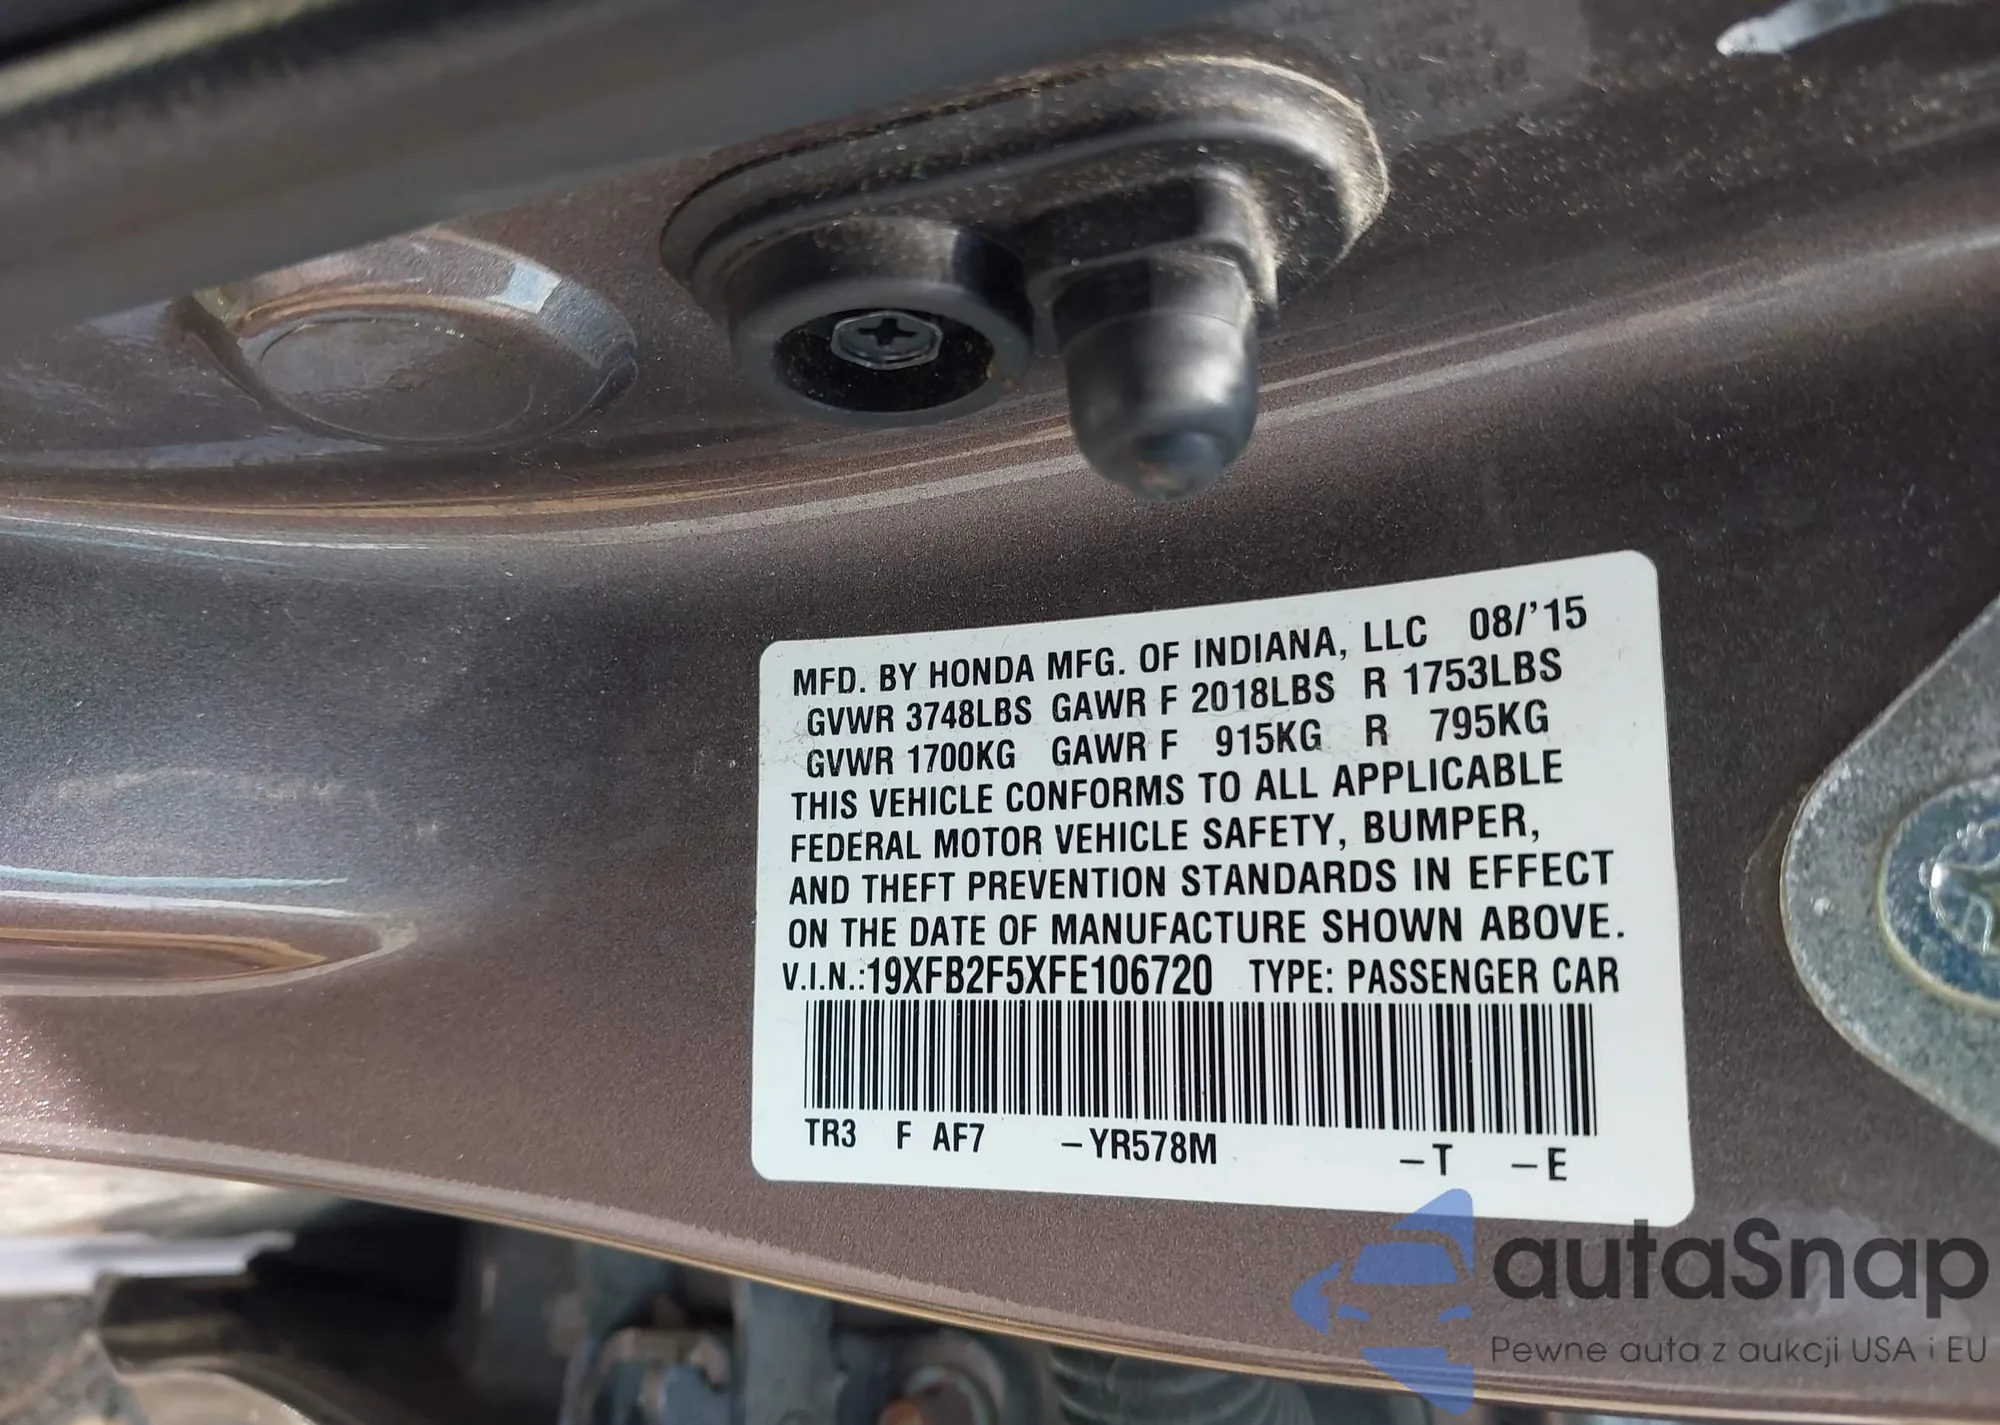 MFD. BY HONDA MFG. OF INDIANA, LLC 08/'15
GVWR 3748LBS GAWR F 2018LBS R 1753LBS
GVWR 1700KG GAWR F 915KG R 795KG
THIS VEHICLE CONFORMS TO ALL APPLICABLE
FEDERAL MOTOR VEHICLE SAFETY, BUMPER,
AND THEFT PREVENTION STANDARDS IN EFFECT
ON THE DATE OF MANUFACTURE SHOWN ABOVE.
V.I.N.:19XFB2F5XFE106720 TYPE: PASSENGER CAR
TR3 F AF7 –YR578M –T –E
autaSnap
Pewne auta z aukcji USA i EU